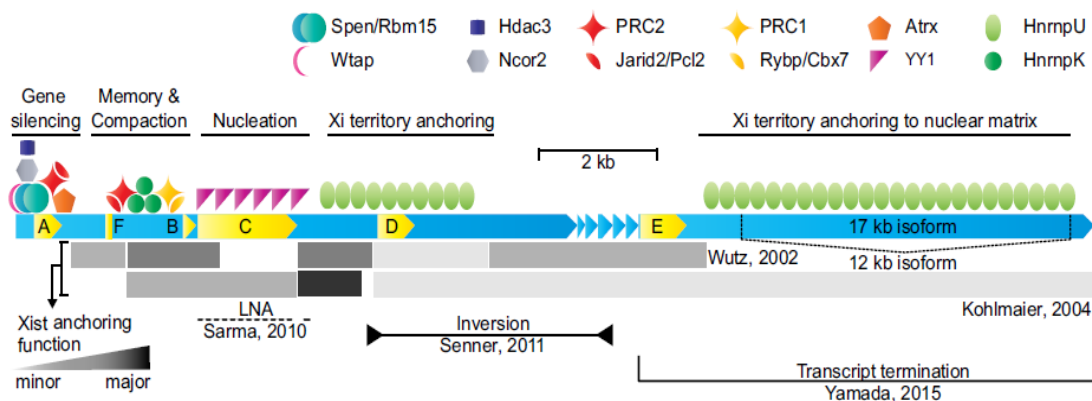 Spen/Rbm15 Hdac3 PRC2 PRC1 Atrx HnrnpU
Wtap Ncor2 Jarid2/Pcl2 Rybp/Cbx7 YY1 HnrnpK
Gene silencing
Memory & Compaction
Nucleation
Xi territory anchoring
Xi territory anchoring to nuclear matrix
2 kb
A F B C D E 17 kb isoform
12 kb isoform
Wutz, 2002
Kohlmaier, 2004
Xist anchoring
function
minor major
LNA
Sarma, 2010
Inversion
Senner, 2011
Transcript termination
Yamada, 2015